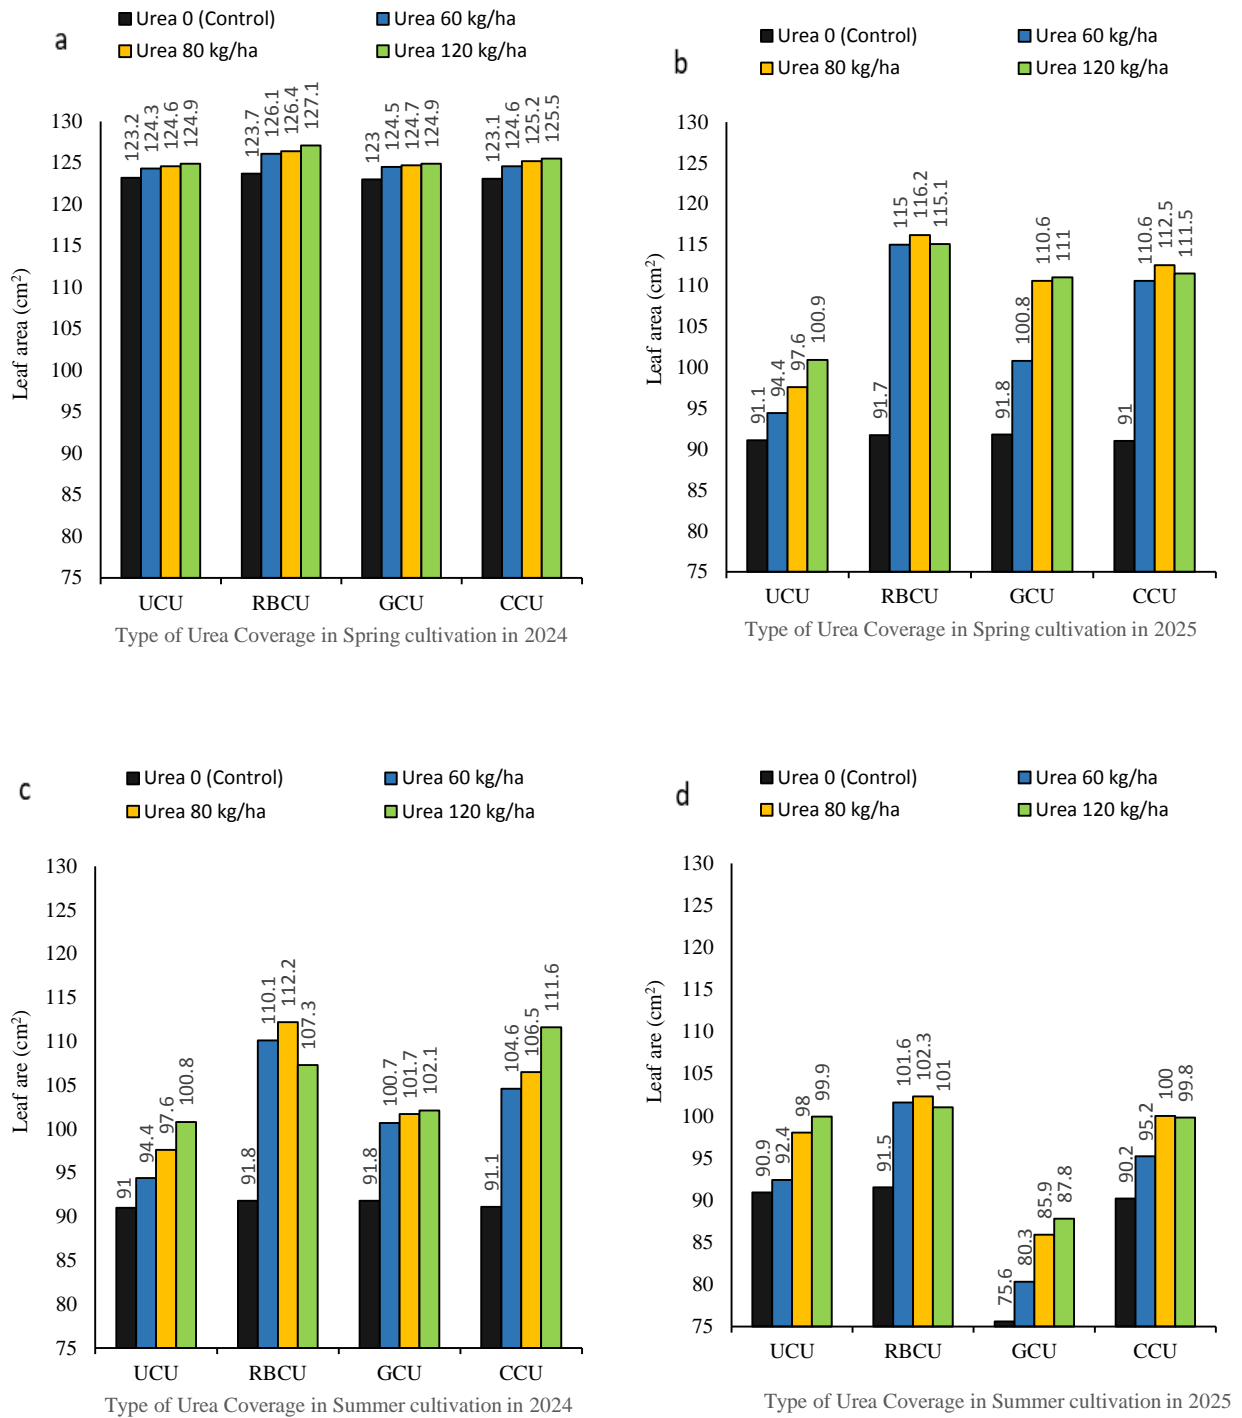 a
Urea 0 (Control) Urea 60 kg/ha
Urea 80 kg/ha Urea 120 kg/ha
123.2 124.3 124.6 124.9 123.7 126.1 126.4 127.1 123 124.5 124.7 124.9 123.1 124.6 125.2 125.5
130
125
120
115
110
105
100
95
90
85
80
75
Leaf area (cm²)
UCU RBCU GCU CCU
Type of Urea Coverage in Spring cultivation in 2024
b
Urea 0 (Control) Urea 60 kg/ha
Urea 80 kg/ha Urea 120 kg/ha
91.1 94.4 97.6 100.9 91.7 115 116.2 115.1 91.8 100.8 110.6 111 91 110.6 112.5 111.5
130
125
120
115
110
105
100
95
90
85
80
75
Leaf area (cm²)
UCU RBCU GCU CCU
Type of Urea Coverage in Spring cultivation in 2025
c
Urea 0 (Control) Urea 60 kg/ha
Urea 80 kg/ha Urea 120 kg/ha
91 94.4 97.6 100.8 91.8 110.1 112.2 107.3 91.8 100.7 101.7 102.1 91.1 104.6 106.5 111.6
130
125
120
115
110
105
100
95
90
85
80
75
Leaf are (cm²)
UCU RBCU GCU CCU
Type of Urea Coverage in Summer cultivation in 2024
d
Urea 0 (Control) Urea 60 kg/ha
Urea 80 kg/ha Urea 120 kg/ha
90.9 92.4 98 99.9 91.5 101.6 102.3 101 75.6 80.3 85.9 87.8 90.2 95.2 100 99.8
130
125
120
115
110
105
100
95
90
85
80
75
Leaf are (cm²)
UCU RBCU GCU CCU
Type of Urea Coverage in Summer cultivation in 2025